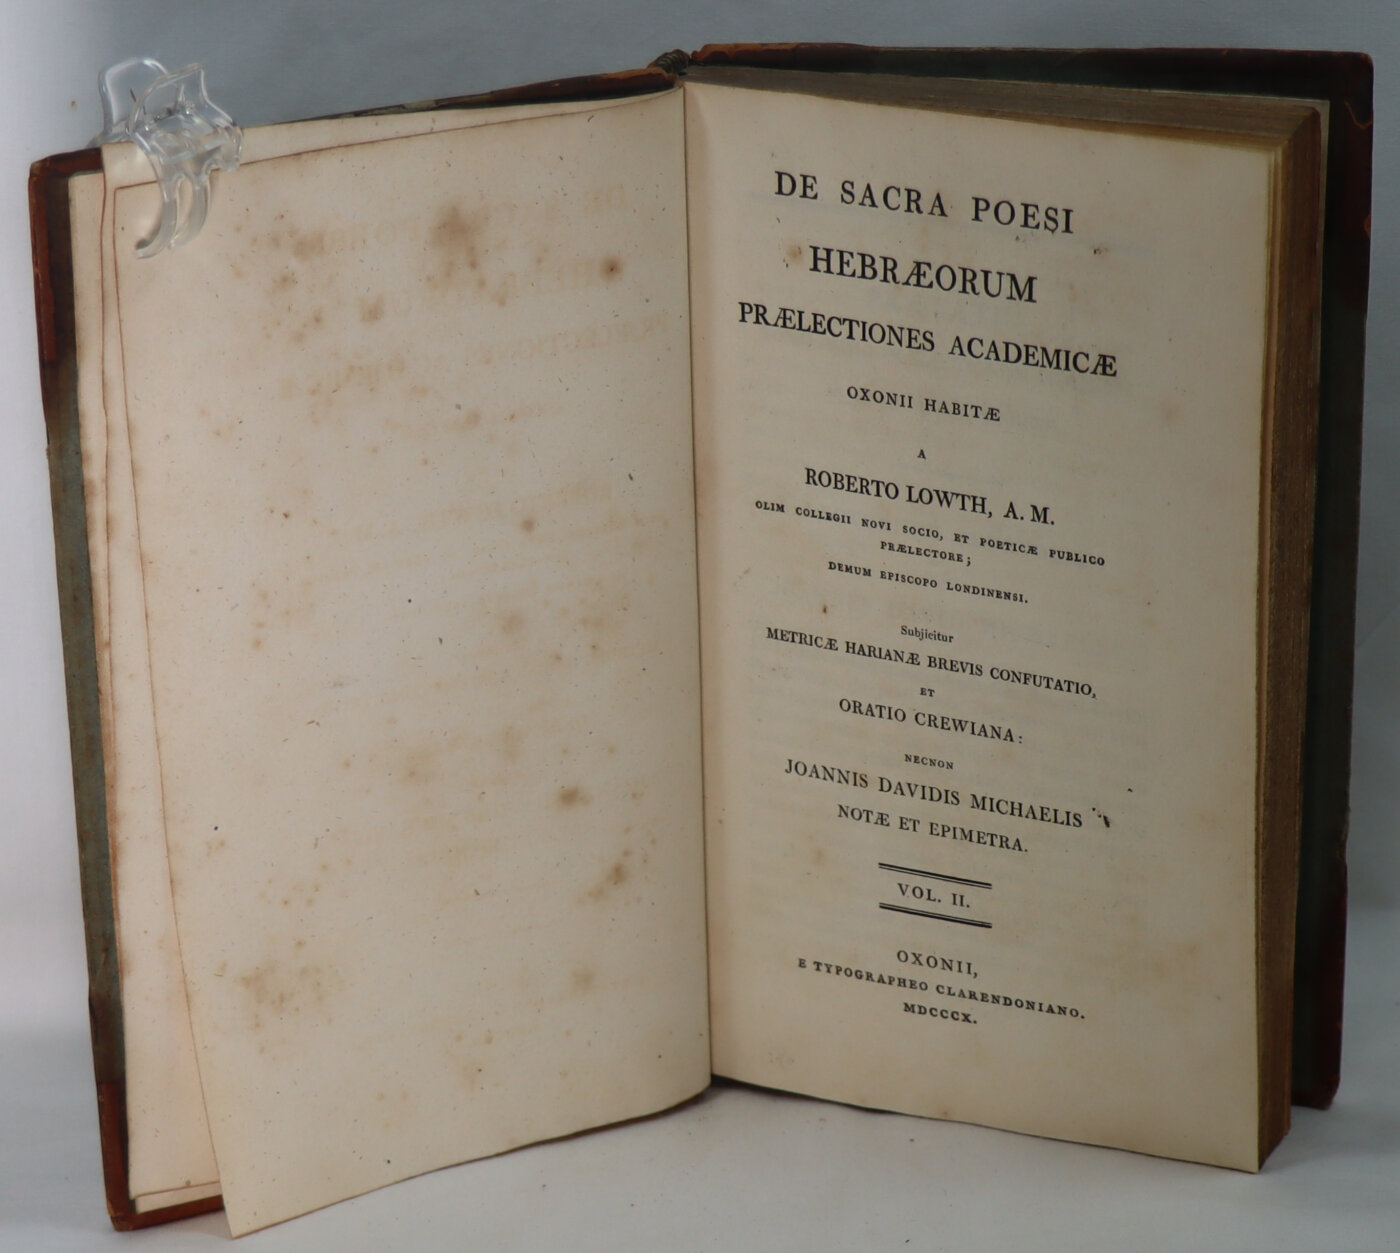 DE SACRA POESI
HEBRÆORUM
PRÆLECTIONES ACADEMICÆ
OXONII HABITÆ
A
ROBERTO LOWTH, A. M.
OLIM COLLEGII NOVI SOCIO, ET POETICÆ PUBLICO
PRÆLECTORE;
DEMUM EPISCOPO LONDINENSI.
Subjicitur
METRICÆ HARIANÆ BREVIS CONFUTATIO,
ET
ORATIO CREWIANA:
NECNON
JOANNIS DAVIDIS MICHAELIS
NOTÆ ET EPIMETRA.
VOL. II.
OXONII,
E TYPOGRAPHEO CLARENDONIANO.
MDCCCX.